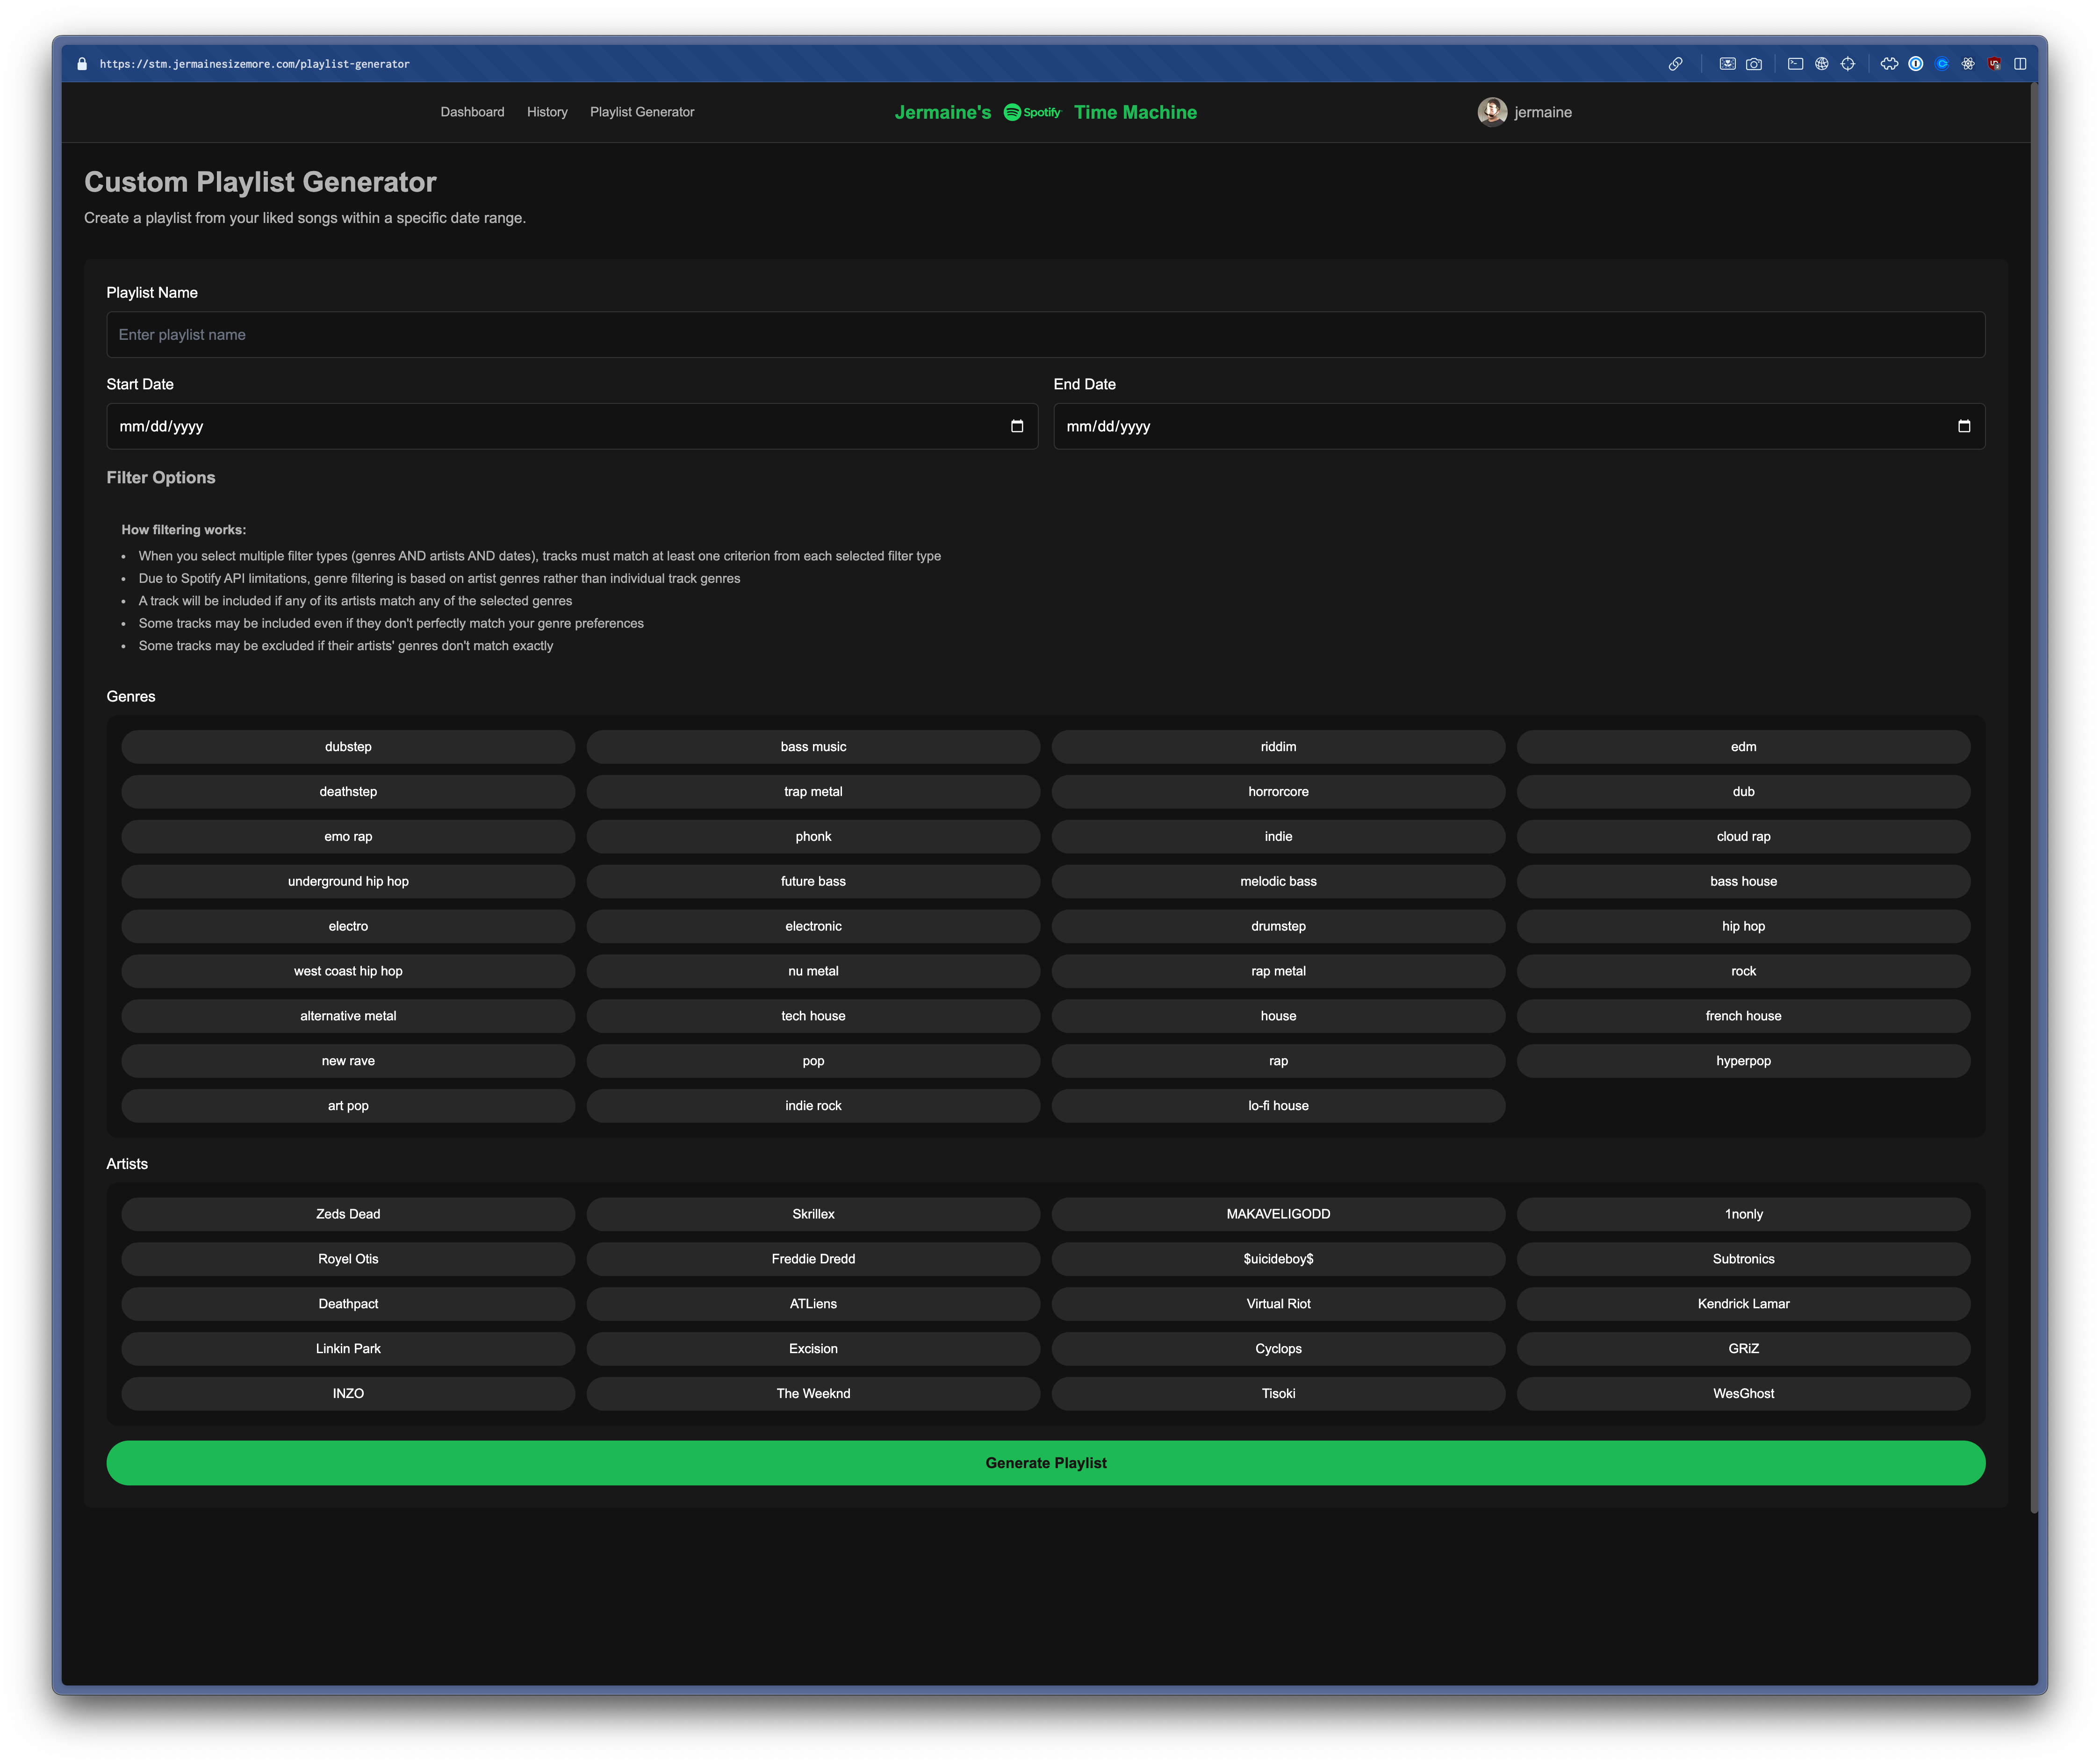 https://stm.jermainesizemore.com/playlist-generator
Dashboard History Playlist Generator Jermaine's Spotify Time Machine jermaine
Custom Playlist Generator
Create a playlist from your liked songs within a specific date range.
Playlist Name
Enter playlist name
Start Date End Date
mm/dd/yyyy mm/dd/yyyy
Filter Options
How filtering works:
• When you select multiple filter types (genres AND artists AND dates), tracks must match at least one criterion from each selected filter type
• Due to Spotify API limitations, genre filtering is based on artist genres rather than individual track genres
• A track will be included if any of its artists match any of the selected genres
• Some tracks may be included even if they don't perfectly match your genre preferences
• Some tracks may be excluded if their artists' genres don't match exactly
Genres
dubstep bass music riddim edm
deathstep trap metal horrorcore dub
emo rap phonk indie cloud rap
underground hip hop future bass melodic bass bass house
electro electronic drumstep hip hop
west coast hip hop nu metal rap metal rock
alternative metal tech house house french house
new rave pop rap hyperpop
art pop indie rock lo-fi house
Artists
Zeds Dead Skrillex MAKAVELIGODD 1nonly
Royel Otis Freddie Dredd $uicideboy$ Subtronics
Deathpact ATLiens Virtual Riot Kendrick Lamar
Linkin Park Excision Cyclops GRiZ
INZO The Weeknd Tisoki WesGhost
Generate Playlist